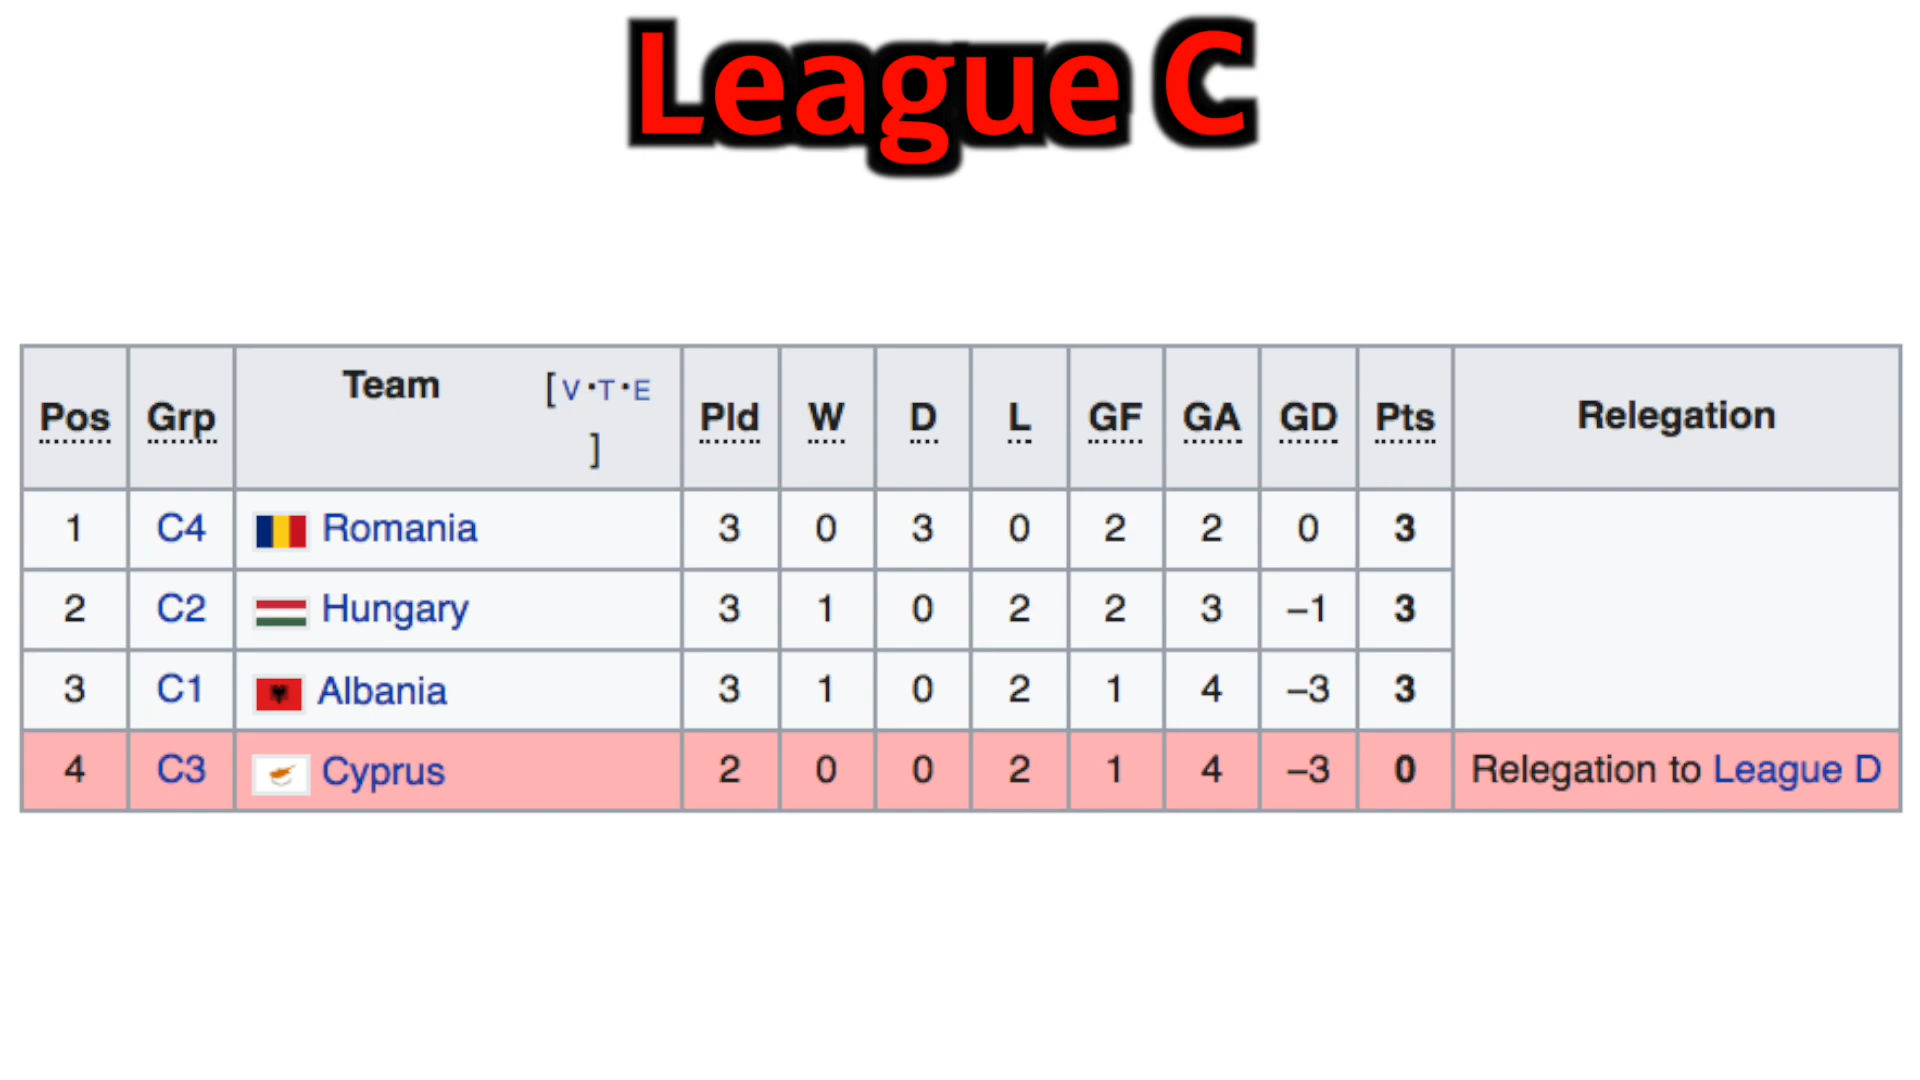 League C
Pos Grp Team [ V · T · E ] Pld W D L GF GA GD Pts Relegation
1 C4 Romania 3 0 3 0 2 2 0 3
2 C2 Hungary 3 1 0 2 2 3 −1 3
3 C1 Albania 3 1 0 2 1 4 −3 3
4 C3 Cyprus 2 0 0 2 1 4 −3 0 Relegation to League D